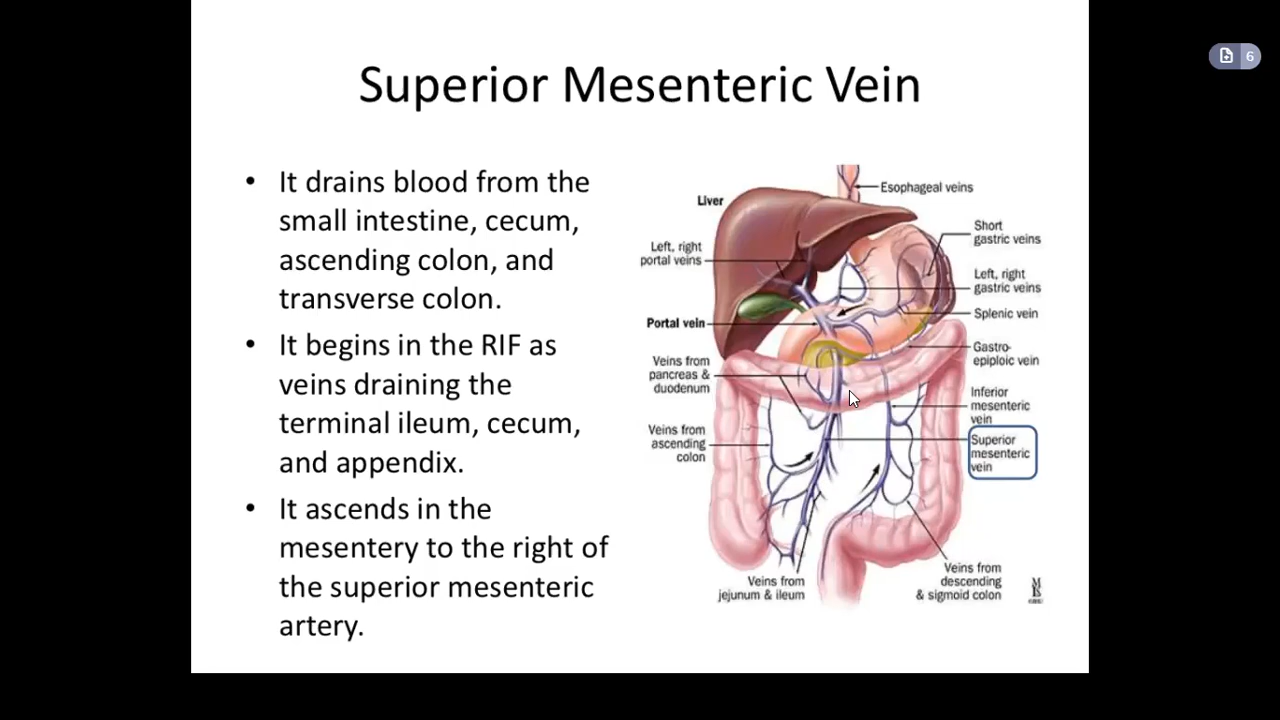 Superior Mesenteric Vein
• It drains blood from the
small intestine, cecum,
ascending colon, and
transverse colon.
• It begins in the RIF as
veins draining the
terminal ileum, cecum,
and appendix.
• It ascends in the
mesentery to the right of
the superior mesenteric
artery.
Esophageal veins
Liver
Short
gastric veins
Left, right
portal veins
Left, right
gastric veins
Splenic vein
Portal vein
Gastro-
epiploic vein
Veins from
pancreas &
duodenum
Inferior
mesenteric
vein
Veins from
ascending
colon
Superior
mesenteric
vein
Veins from
jejunum & ileum
Veins from
descending
& sigmoid colon
6